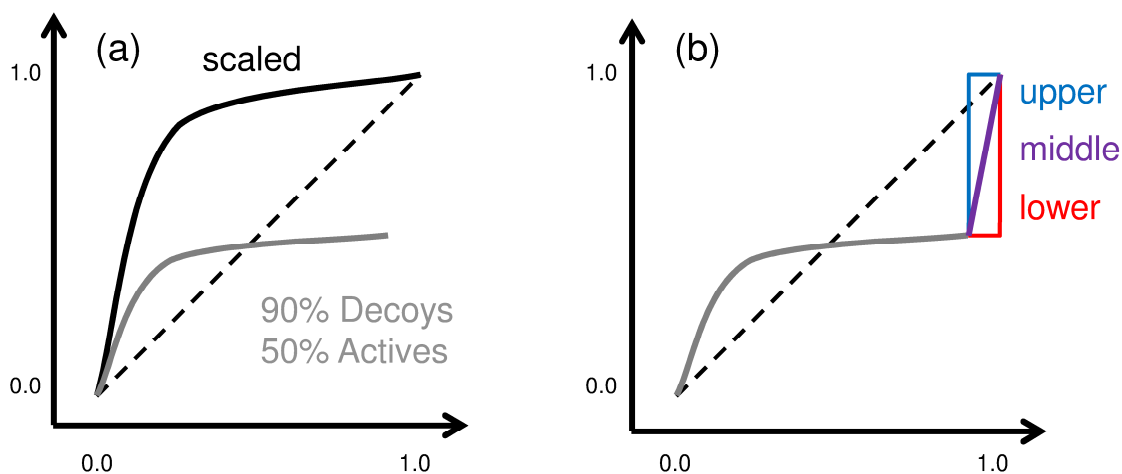 (a)
scaled
1.0
90% Decoys
50% Actives
0.0
0.0 1.0
(b)
1.0
upper
middle
lower
0.0
0.0 1.0